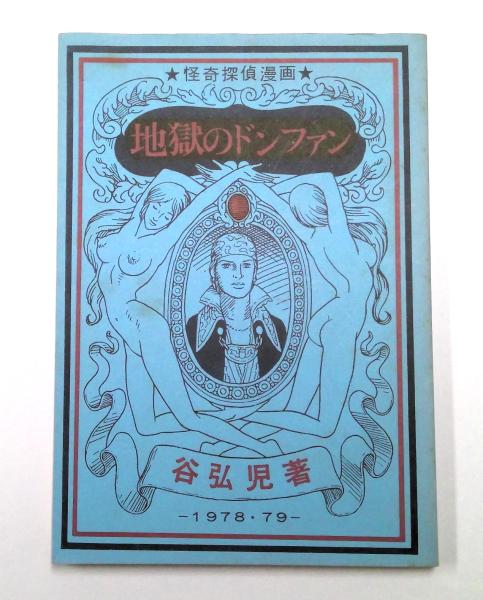 ★怪奇探偵漫画★
地獄のドンファン
谷弘児著
-1978・79-